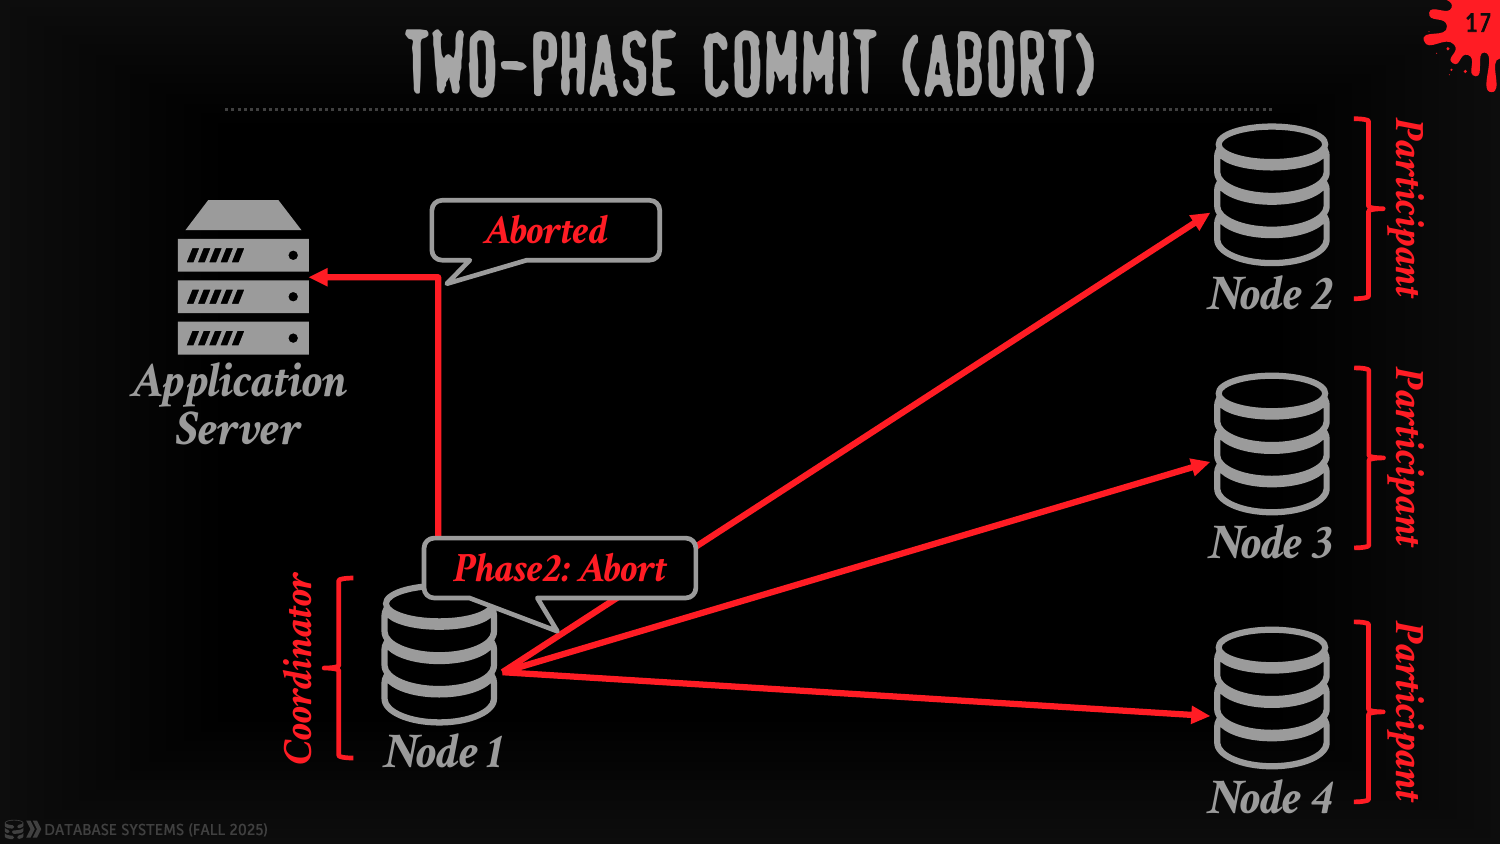 17
TWO-PHASE COMMIT (ABORT)
Participant
Aborted
Node 2
Application
Server
Participant
Node 3
Phase2: Abort
Coordinator
Node 1
Participant
Node 4
DATABASE SYSTEMS (FALL 2025)